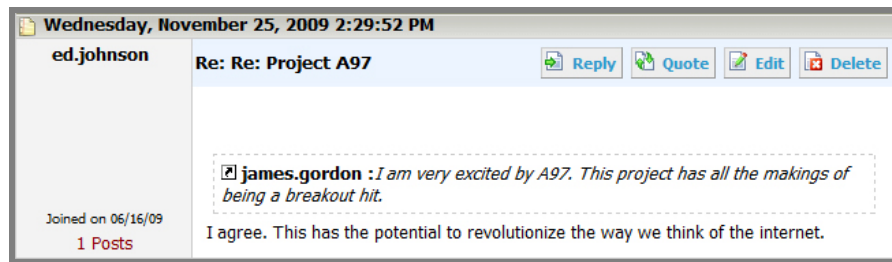 Wednesday, November 25, 2009 2:29:52 PM
ed.johnson
Re: Re: Project A97
Reply Quote Edit Delete
james.gordon :I am very excited by A97. This project has all the makings of
being a breakout hit.
Joined on 06/16/09
1 Posts
I agree. This has the potential to revolutionize the way we think of the internet.